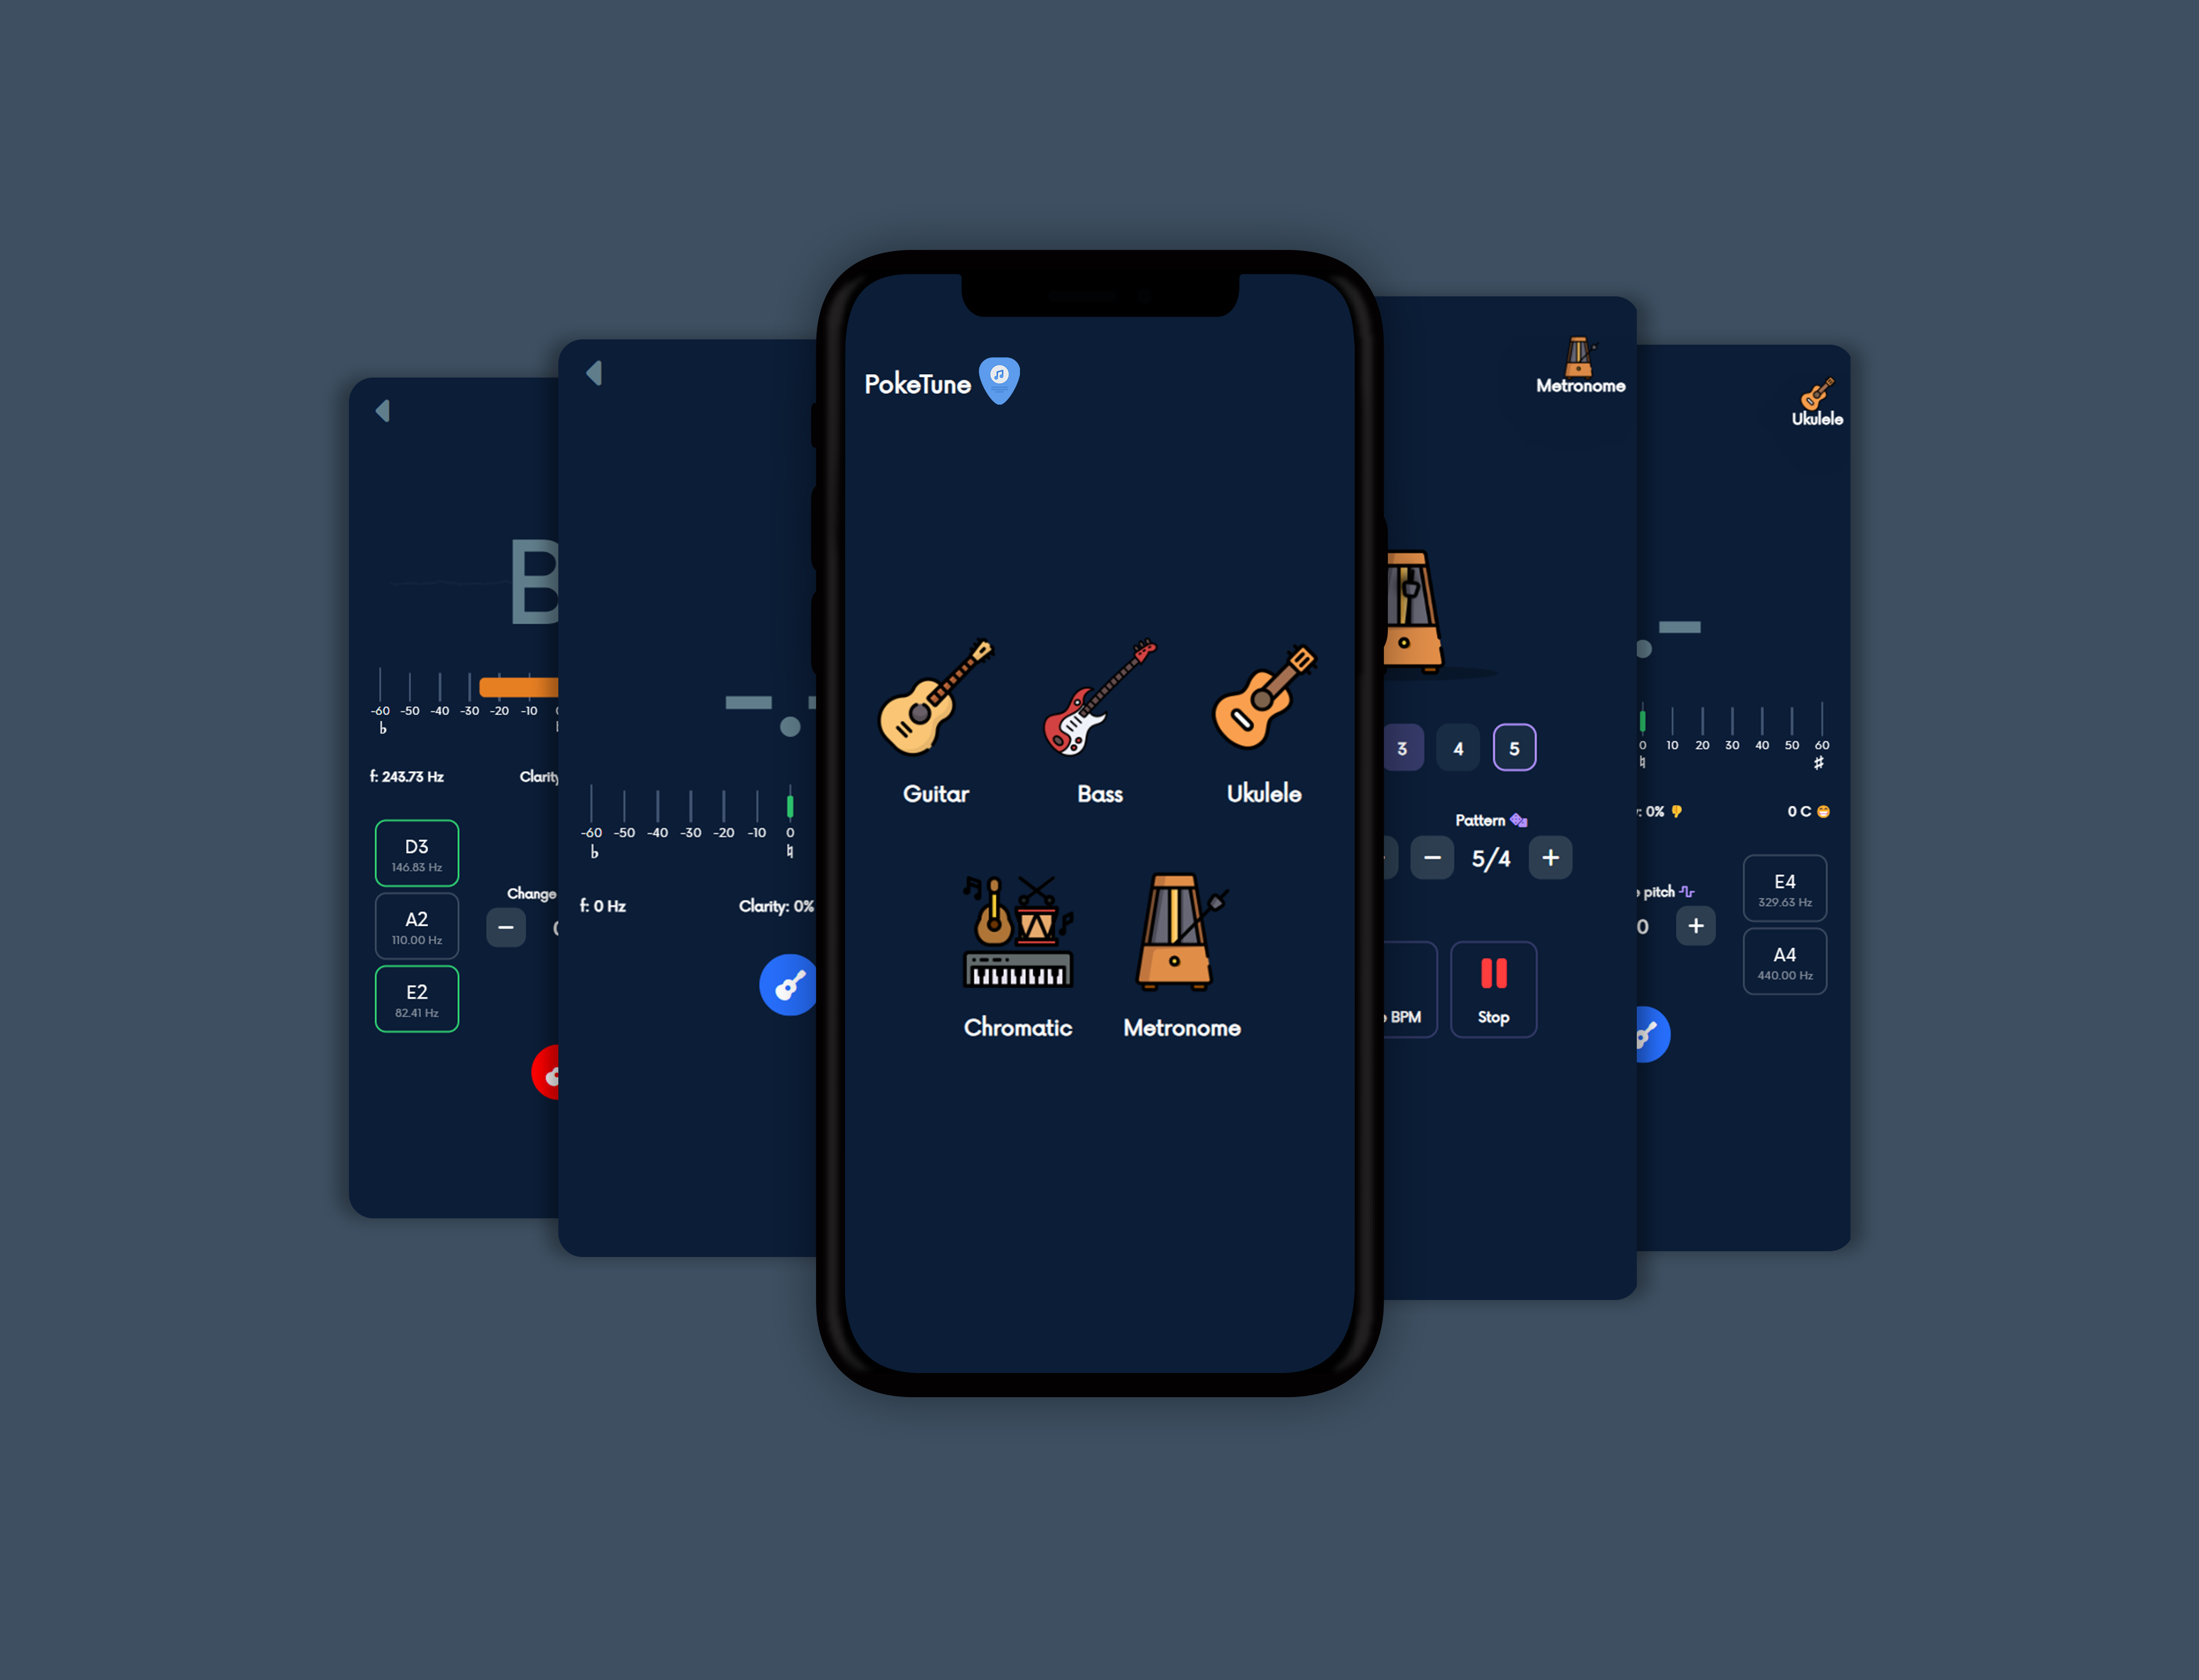 B
-60 -50 -40 -30 -20 -10
♭
f: 243.73 Hz
D3
146.83 Hz
A2
110.00 Hz
E2
82.41 Hz
Change
-
-60 -50 -40 -30 -20 -10 0
♭ ♮
f: 0 Hz Clarity: 0%
PokeTune
Guitar Bass Ukulele
Chromatic Metronome
Metronome
3 4 5
Pattern
- 5/4 +
BPM
Stop
Ukulele
0 10 20 30 40 50 60
♮ ♯
: 0% 0 C
pitch
0 +
E4
329.63 Hz
A4
440.00 Hz